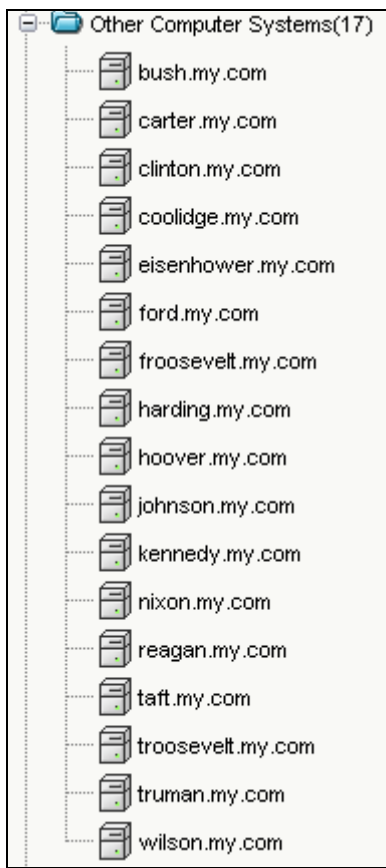 Other Computer Systems(17)
bush.my.com
carter.my.com
clinton.my.com
coolidge.my.com
eisenhower.my.com
ford.my.com
froosevelt.my.com
harding.my.com
hoover.my.com
johnson.my.com
kennedy.my.com
nixon.my.com
reagan.my.com
taft.my.com
troosevelt.my.com
truman.my.com
wilson.my.com